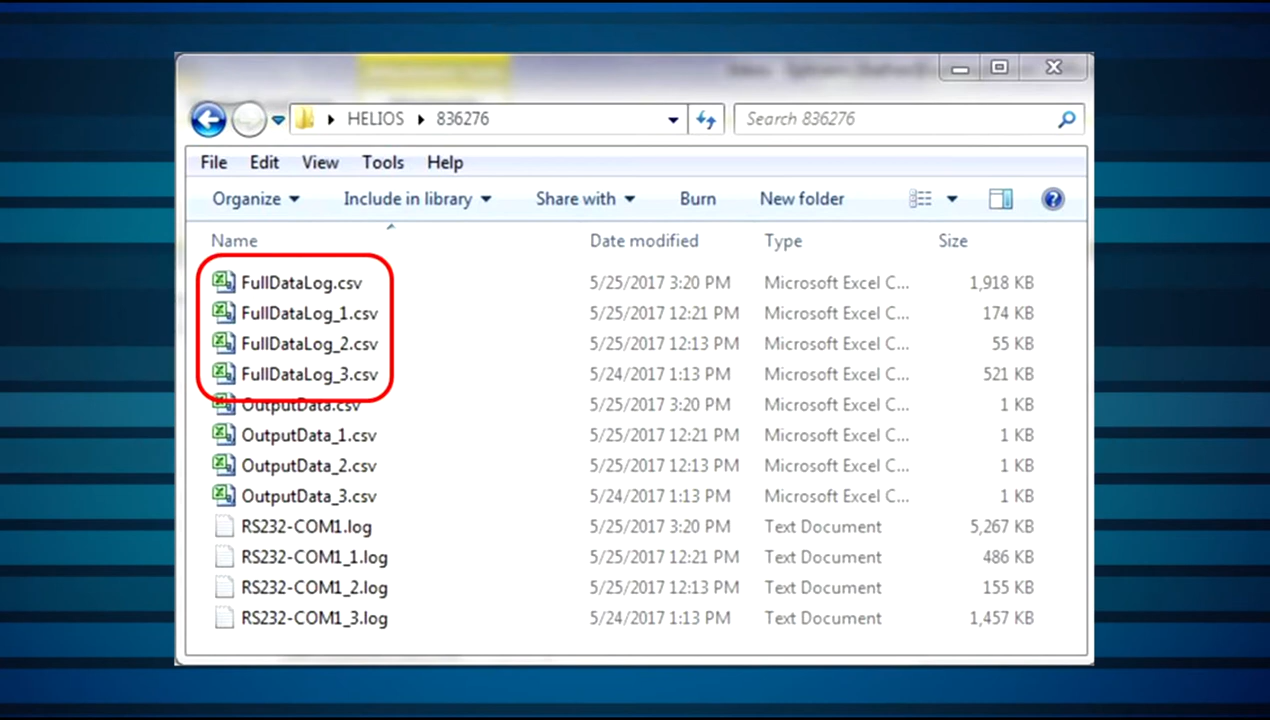 HELIOS 836276 Search 836276
File Edit View Tools Help
Organize Include in library Share with Burn New folder
Name Date modified Type Size
FullDataLog.csv 5/25/2017 3:20 PM Microsoft Excel C... 1,918 KB
FullDataLog_1.csv 5/25/2017 12:21 PM Microsoft Excel C... 174 KB
FullDataLog_2.csv 5/25/2017 12:13 PM Microsoft Excel C... 55 KB
FullDataLog_3.csv 5/24/2017 1:13 PM Microsoft Excel C... 521 KB
OutputData.csv 5/25/2017 3:20 PM Microsoft Excel C... 1 KB
OutputData_1.csv 5/25/2017 12:21 PM Microsoft Excel C... 1 KB
OutputData_2.csv 5/25/2017 12:13 PM Microsoft Excel C... 1 KB
OutputData_3.csv 5/24/2017 1:13 PM Microsoft Excel C... 1 KB
RS232-COM1.log 5/25/2017 3:20 PM Text Document 5,267 KB
RS232-COM1_1.log 5/25/2017 12:21 PM Text Document 486 KB
RS232-COM1_2.log 5/25/2017 12:13 PM Text Document 155 KB
RS232-COM1_3.log 5/24/2017 1:13 PM Text Document 1,457 KB